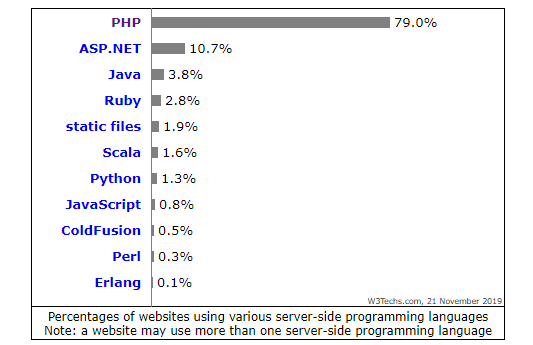 PHP 79.0%
ASP.NET 10.7%
Java 3.8%
Ruby 2.8%
static files 1.9%
Scala 1.6%
Python 1.3%
JavaScript 0.8%
ColdFusion 0.5%
Perl 0.3%
Erlang 0.1%
W3Techs.com, 21 November 2019
Percentages of websites using various server-side programming languages
Note: a website may use more than one server-side programming language